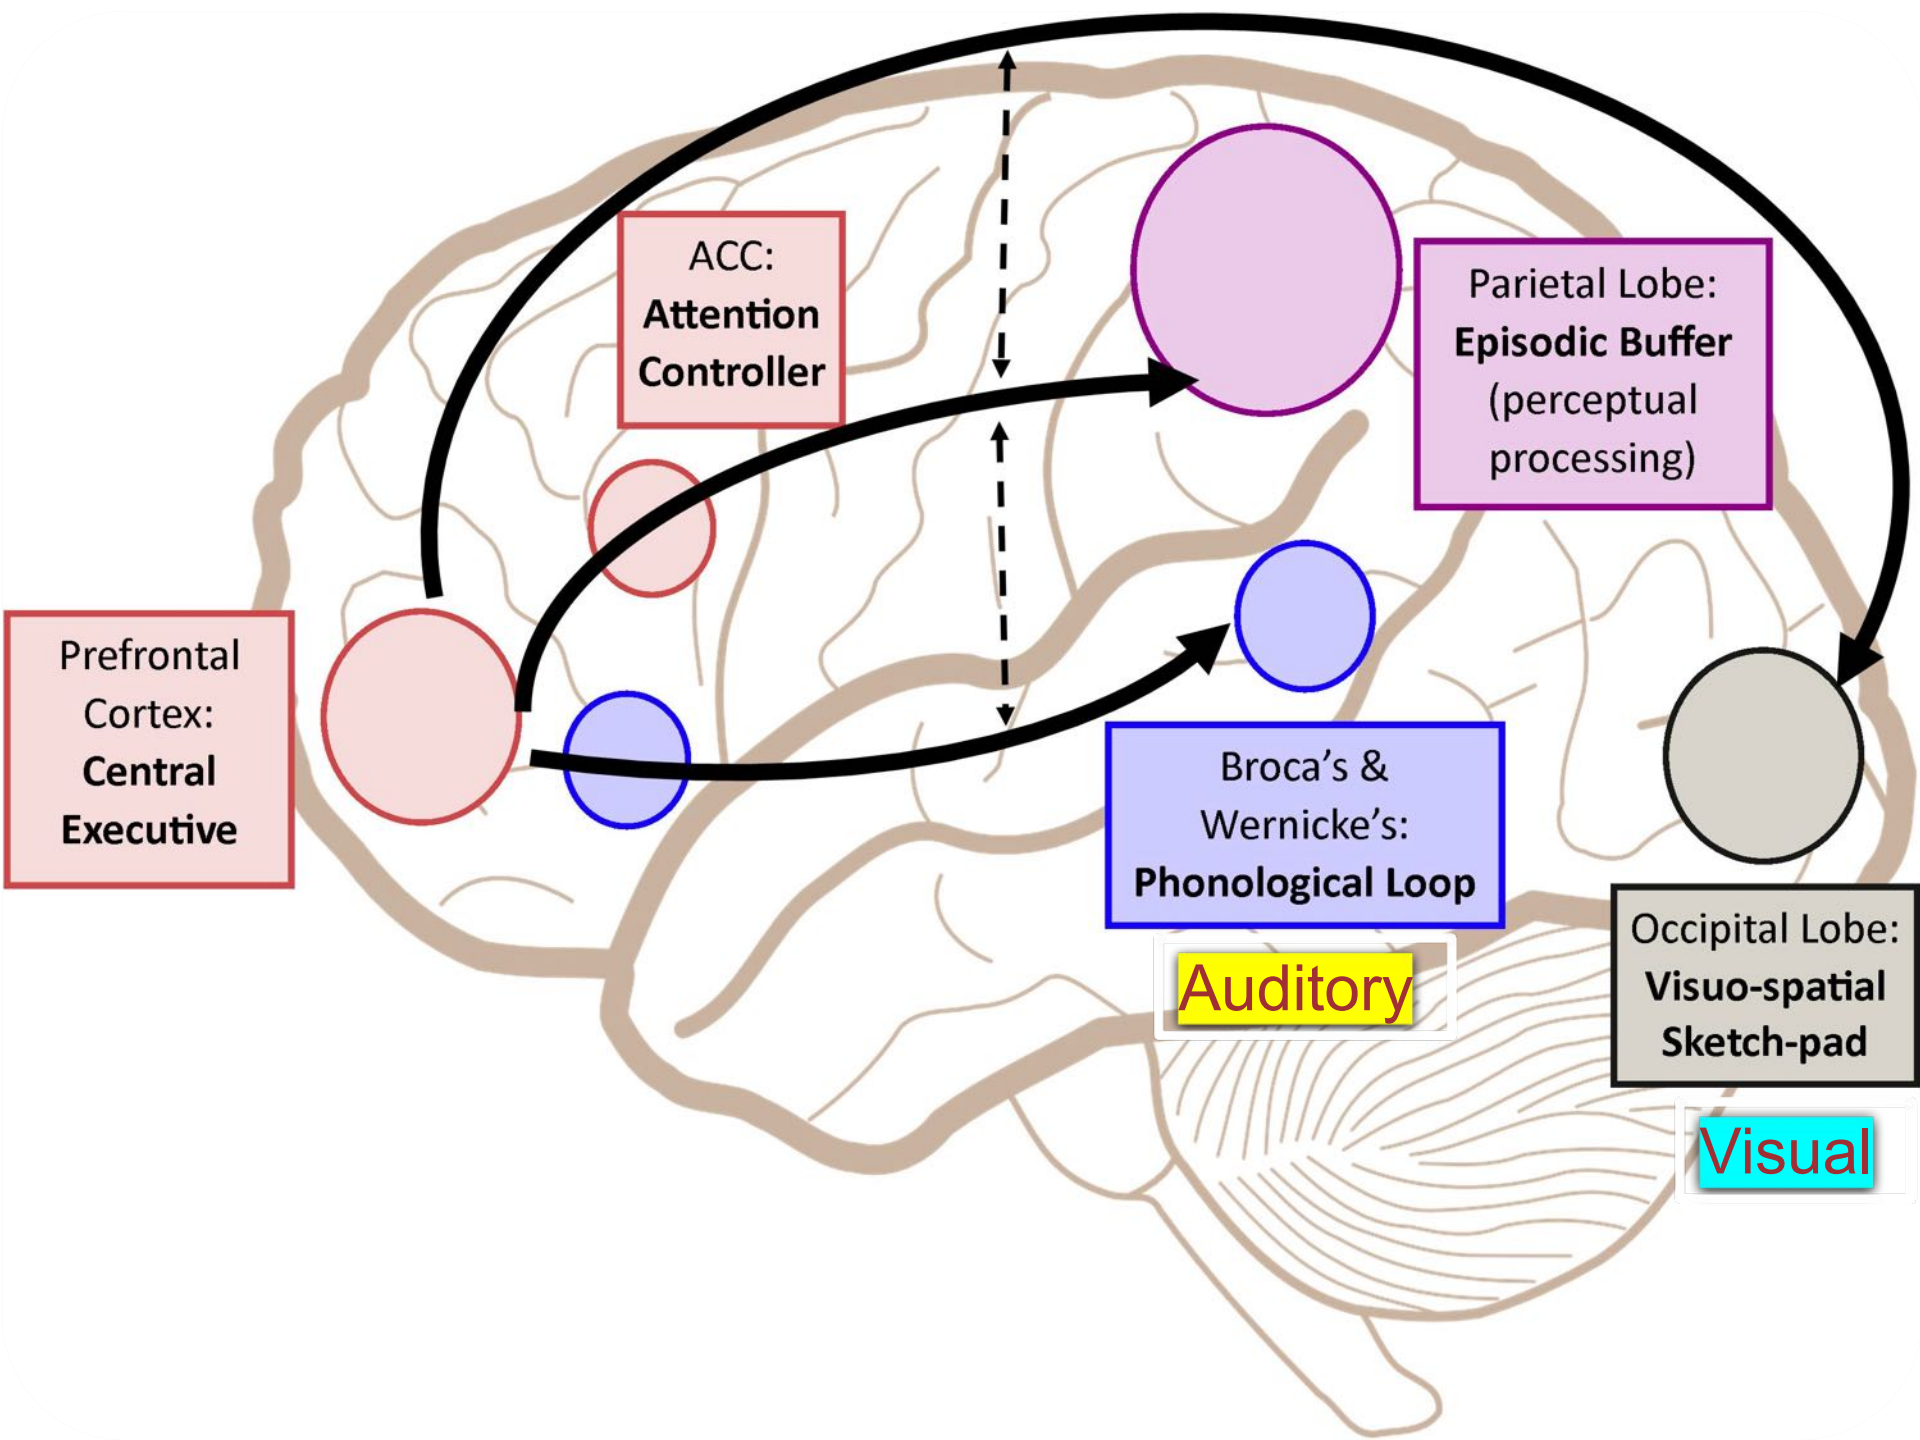 ACC:
Attention
Controller
Parietal Lobe:
Episodic Buffer
(perceptual
processing)
Prefrontal
Cortex:
Central
Executive
Broca’s &
Wernicke’s:
Phonological Loop
Auditory
Occipital Lobe:
Visuo-spatial
Sketch-pad
Visual